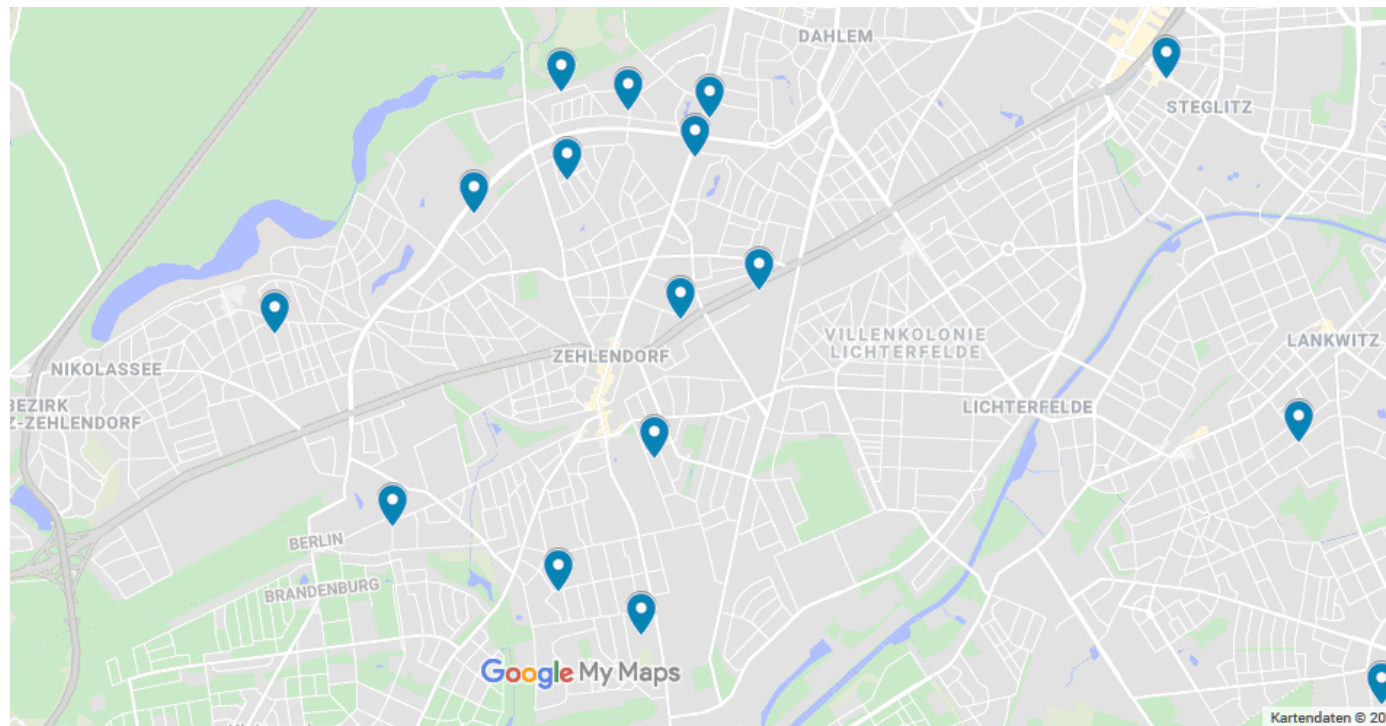 DAHLEM
STEGLITZ
VILLENKOLONIE
LICHTERFELDE
LANKWITZ
ZEHLENDORF
NIKOLASSEE
BEZIRK
Z-ZEHLENDORF
LICHTERFELDE
BERLIN
BRANDENBURG
Google My Maps
Kartendaten © 20